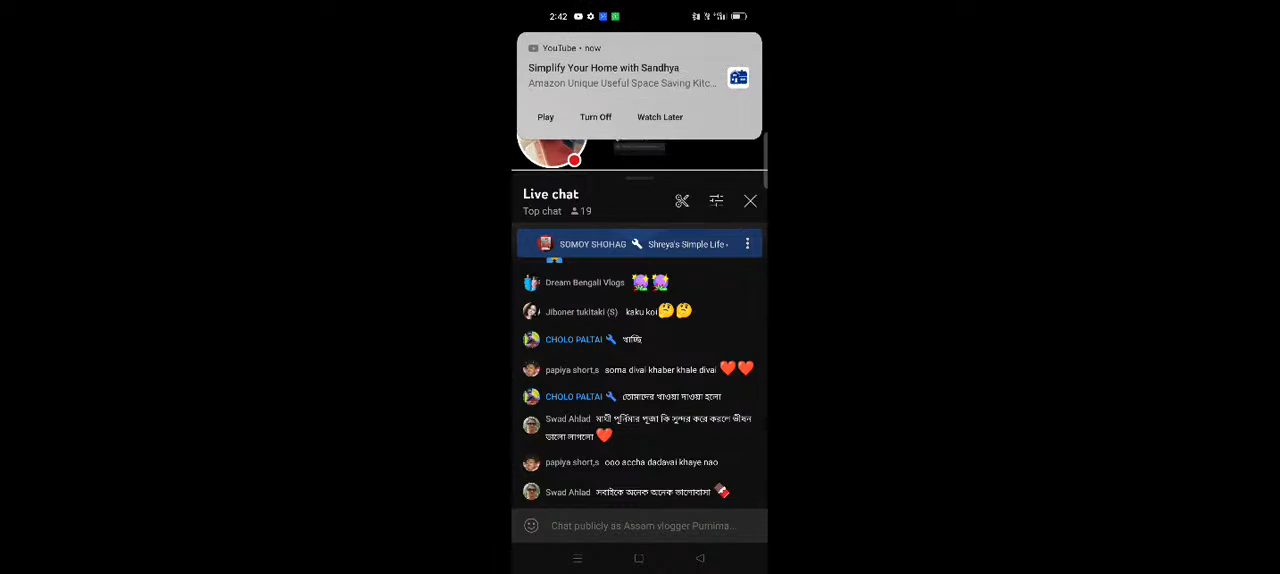 2:42
YouTube • now
Simplify Your Home with Sandhya
Amazon Unique Useful Space Saving Kitc...
Play Turn Off Watch Later
Live chat
Top chat 19
SOMOY SHOHAG Shreya's Simple Life
Dream Bengali Vlogs
Jiboner tukitaki (S) kaku koi🤔🤔
CHOLO PALTAI খাচ্ছি
papiya short,s soma divai khaber khale divai ❤️❤️
CHOLO PALTAI তোমাদের খাওয়া দাওয়া হলো
Swad Ahlad মাঘী পূর্নিমার পূজা কি সুন্দর করে করলে ভীষন
ভালো লাগলো ❤️
papiya short,s ooo accha dadavai khaye nao
Swad Ahlad সবাইকে অনেক অনেক ভালোবাসা 🍫
Chat publicly as Assam vlogger Purnima...